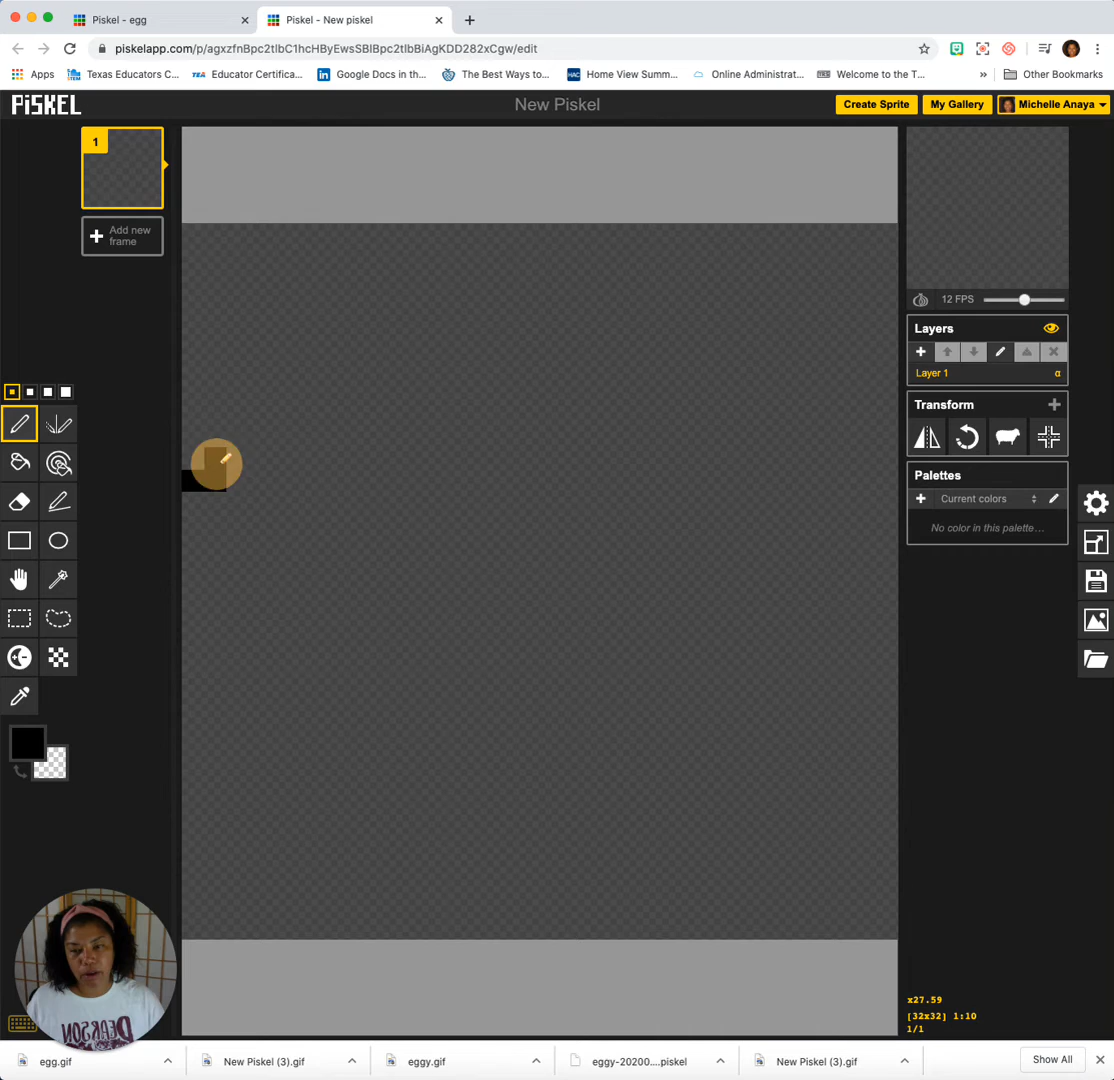 Piskel - egg
Piskel - New piskel
piskelapp.com/p/agxzfnBpc2tlbC1hcHByEwsSBlBpc2tlbBiAgKDD282xCgw/edit
Apps
Texas Educators C...
TEA
Educator Certifica...
Google Docs in th...
The Best Ways to...
HAC
Home View Summ...
Online Administrat...
Welcome to the T...
»
Other Bookmarks
PiSKEL
New Piskel
Create Sprite
My Gallery
Michelle Anaya
1
Add new
frame
12 FPS
Layers
Layer 1
α
Transform
Palettes
Current colors
No color in this palette…
x27.59
[32x32] 1:10
1/1
egg.gif
New Piskel (3).gif
eggy.gif
eggy-20200....piskel
New Piskel (3).gif
Show All